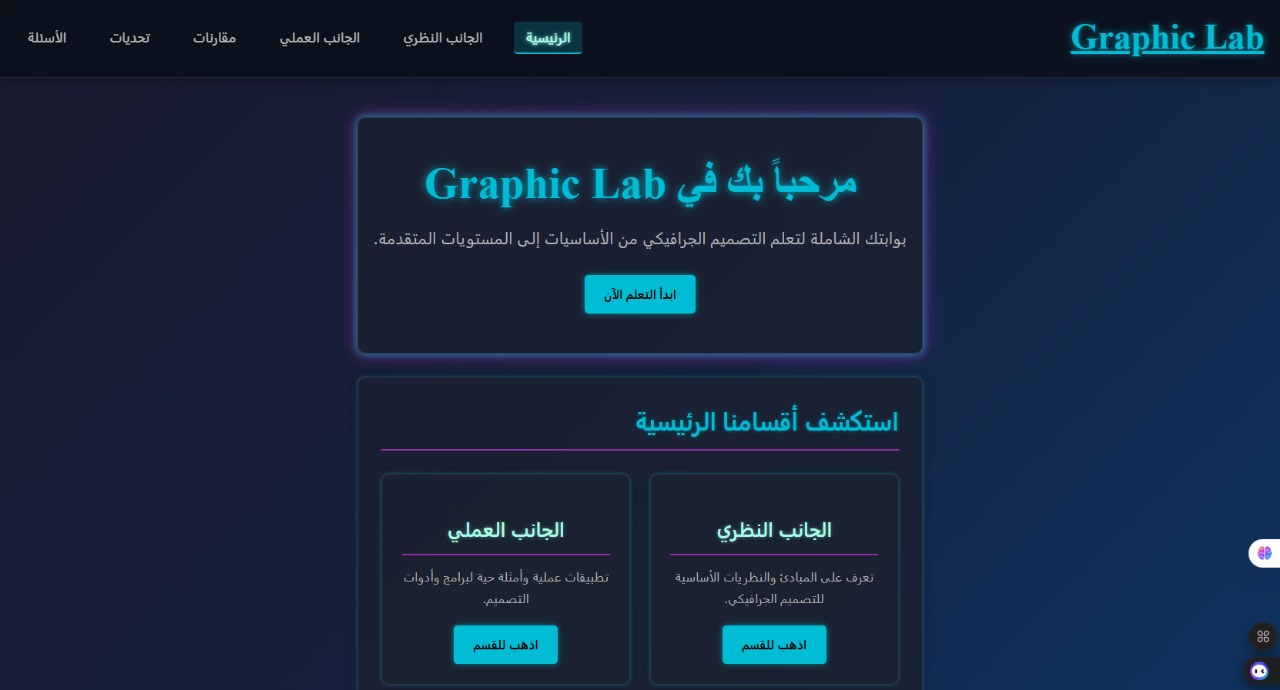 Graphic Lab
الرئيسية
الجانب النظري
الجانب العملي
مقارنات
تحديات
الأسئلة
مرحباً بك في Graphic Lab
بوابتك الشاملة لتعلم التصميم الجرافيكي من الأساسيات إلى المستويات المتقدمة.
ابدأ التعلم الآن
استكشف أقسامنا الرئيسية
الجانب النظري
تعرف على المبادئ والنظريات الأساسية
للتصميم الجرافيكي.
اذهب للقسم
الجانب العملي
تطبيقات عملية وأمثلة حية لبرامج وأدوات
التصميم.
اذهب للقسم